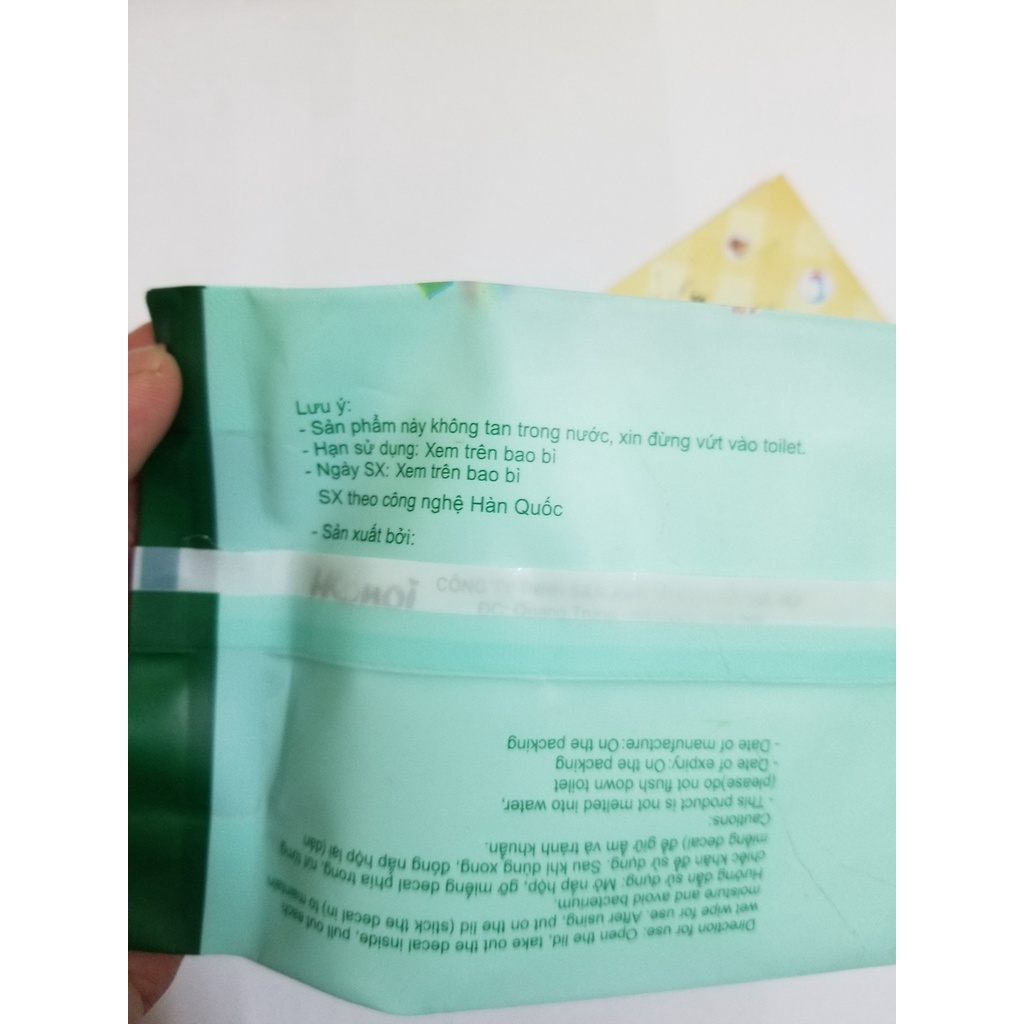 Lưu ý:
- Sản phẩm này không tan trong nước, xin đừng vứt vào toilet.
- Hạn sử dụng: Xem trên bao bì
- Ngày SX: Xem trên bao bì
SX theo công nghệ Hàn Quốc
- Sản xuất bởi:
CÔNG TY
ĐC: Quang
Direction for use: Open the lid, take out the decal inside, pull out each
wet wipe for use. After using, put on the lid (stick the decal in) to maintain
moisture and avoid bacterium.
Hướng dẫn sử dụng: Mở nắp hộp, gỡ miếng decal phía trong, rút từng
chiếc khăn để sử dụng. Sau khi dùng xong, đóng nắp hộp lại (dán
miếng decal) để giữ ẩm và tránh khuẩn.
Cautions:
- This product is not melted into water,
(please)do not flush down toilet
- Date of expiry:On the packing
- Date of manufacture:On the packing